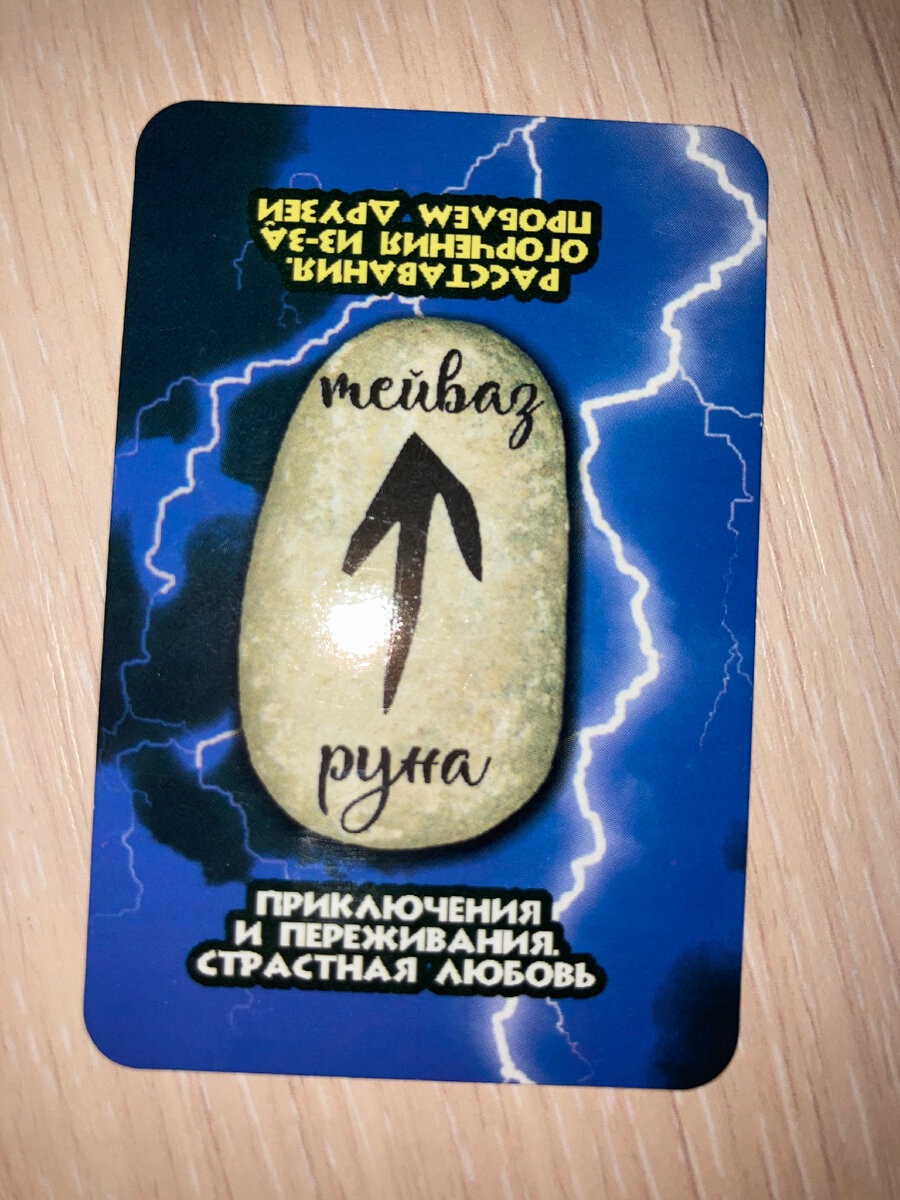 РАССТАВАНИЯ.
ОГОРЧЕНИЯ ИЗ-ЗА
ПРОБЛЕМ ДРУЗЕЙ
тейваз
руна
ПРИКЛЮЧЕНИЯ
И ПЕРЕЖИВАНИЯ.
СТРАСТНАЯ ЛЮБОВЬ